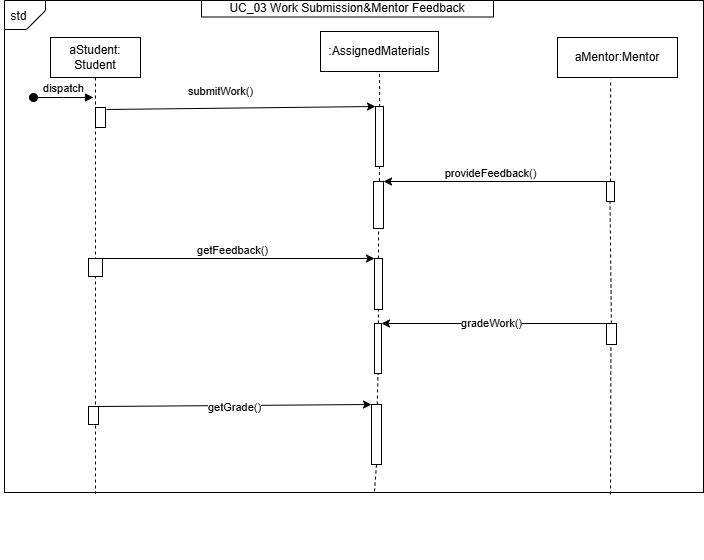 UC_03 Work Submission&Mentor Feedback
std
aStudent:
Student
:AssignedMaterials
aMentor:Mentor
dispatch
submitWork()
provideFeedback()
getFeedback()
gradeWork()
getGrade()